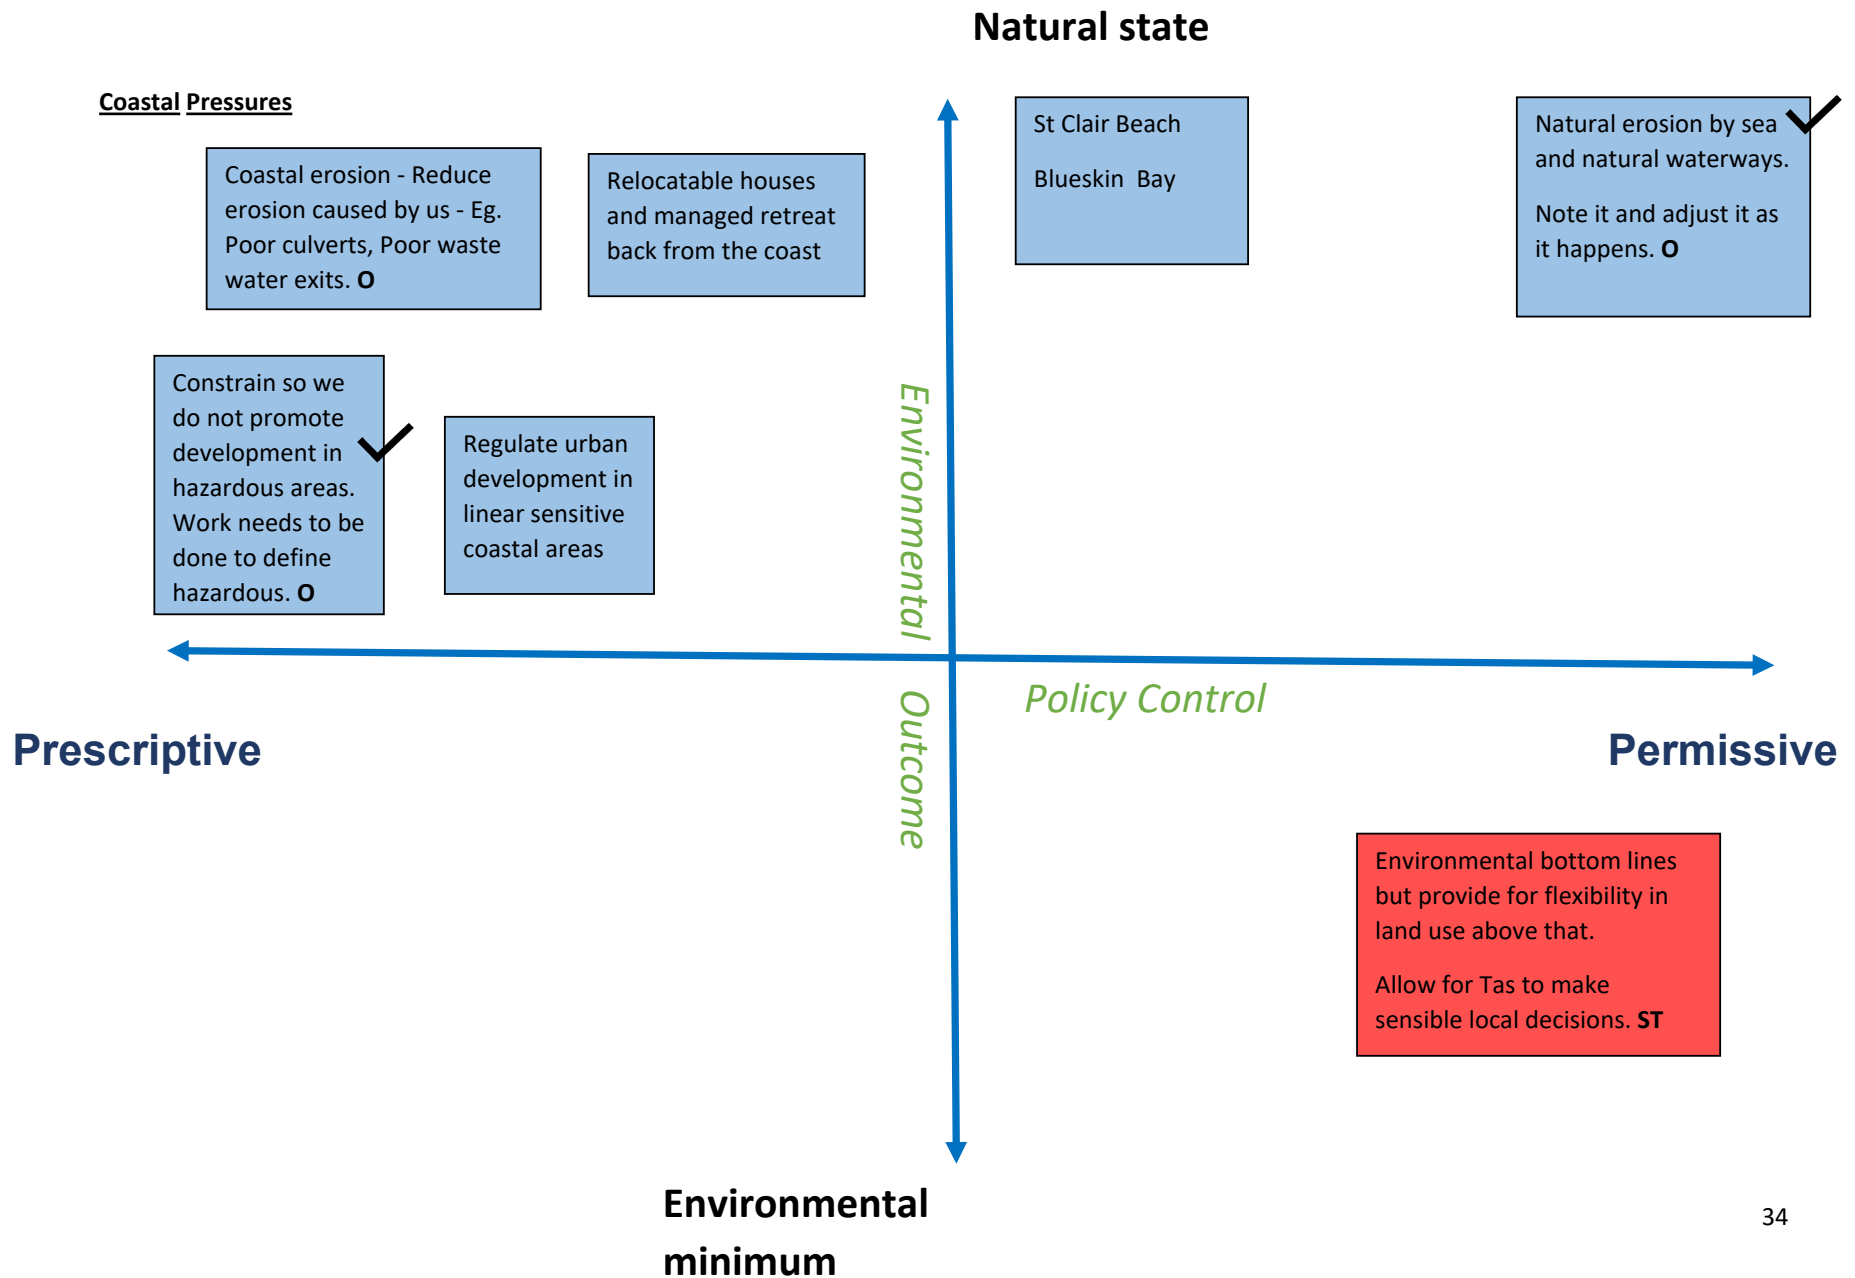 Natural state
Coastal Pressures
Coastal erosion - Reduce
erosion caused by us - Eg.
Poor culverts, Poor waste
water exits. O
Relocatable houses
and managed retreat
back from the coast
St Clair Beach
Blueskin  Bay
Natural erosion by sea
and natural waterways.
Note it and adjust it as
it happens. O
Constrain so we
do not promote
development in
hazardous areas.
Work needs to be
done to define
hazardous. O
Regulate urban
development in
linear sensitive
coastal areas
Environmental Outcome
Policy Control
Prescriptive
Permissive
Environmental bottom lines
but provide for flexibility in
land use above that.
Allow for Tas to make
sensible local decisions. ST
Environmental
minimum
34